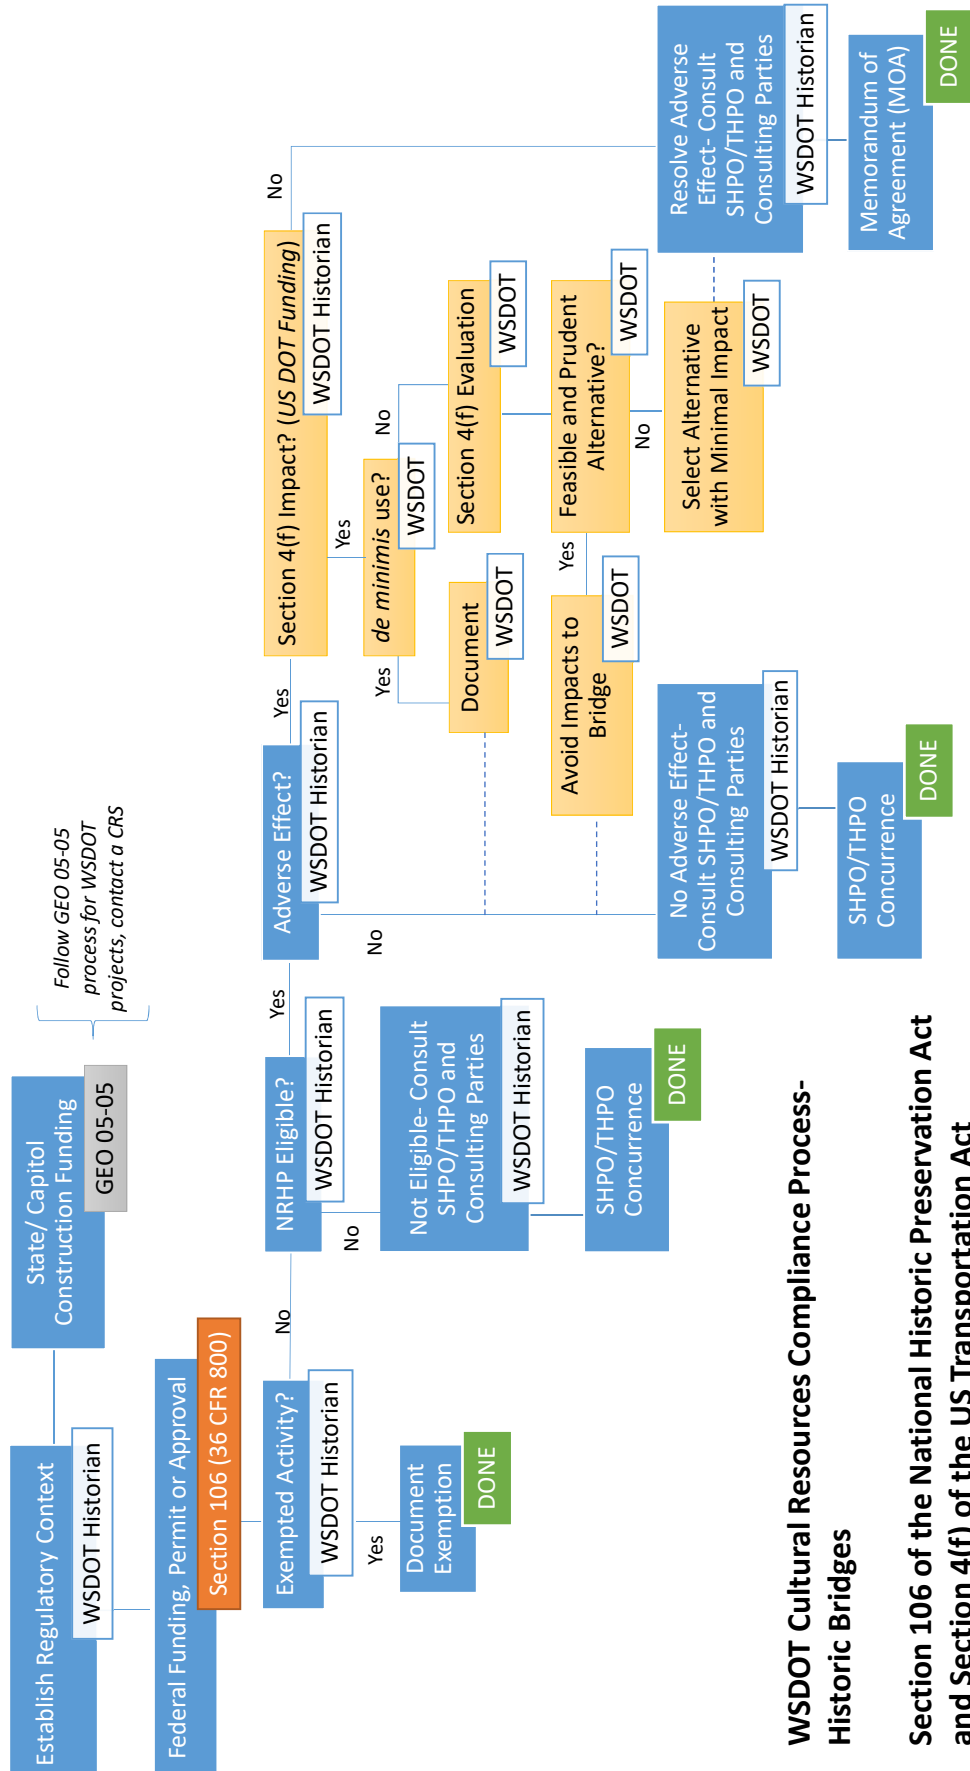 Establish Regulatory Context
WSDOT Historian
State/ Capitol
Construction Funding
GEO 05-05
Follow GEO 05-05
process for WSDOT
projects, contact a CRS
Federal Funding, Permit or Approval
Section 106 (36 CFR 800)
Exempted Activity?
WSDOT Historian
No
Yes
Document
Exemption
DONE
NRHP Eligible?
WSDOT Historian
Yes
No
Not Eligible- Consult
SHPO/THPO and
Consulting Parties
WSDOT Historian
SHPO/THPO
Concurrence
DONE
Adverse Effect?
WSDOT Historian
Yes
No
No Adverse Effect-
Consult SHPO/THPO and
Consulting Parties
WSDOT Historian
SHPO/THPO
Concurrence
DONE
Section 4(f) Impact? (US DOT Funding)
WSDOT Historian
No
Yes
de minimis use?
WSDOT
Yes
No
Document
WSDOT
Section 4(f) Evaluation
WSDOT
Feasible and Prudent
Alternative?
WSDOT
Yes
No
Avoid Impacts to
Bridge
WSDOT
Select Alternative
with Minimal Impact
WSDOT
Resolve Adverse
Effect- Consult
SHPO/THPO and
Consulting Parties
WSDOT Historian
Memorandum of
Agreement (MOA)
DONE
WSDOT Cultural Resources Compliance Process-
Historic Bridges
Section 106 of the National Historic Preservation Act
and Section 4(f) of the US Transportation Act